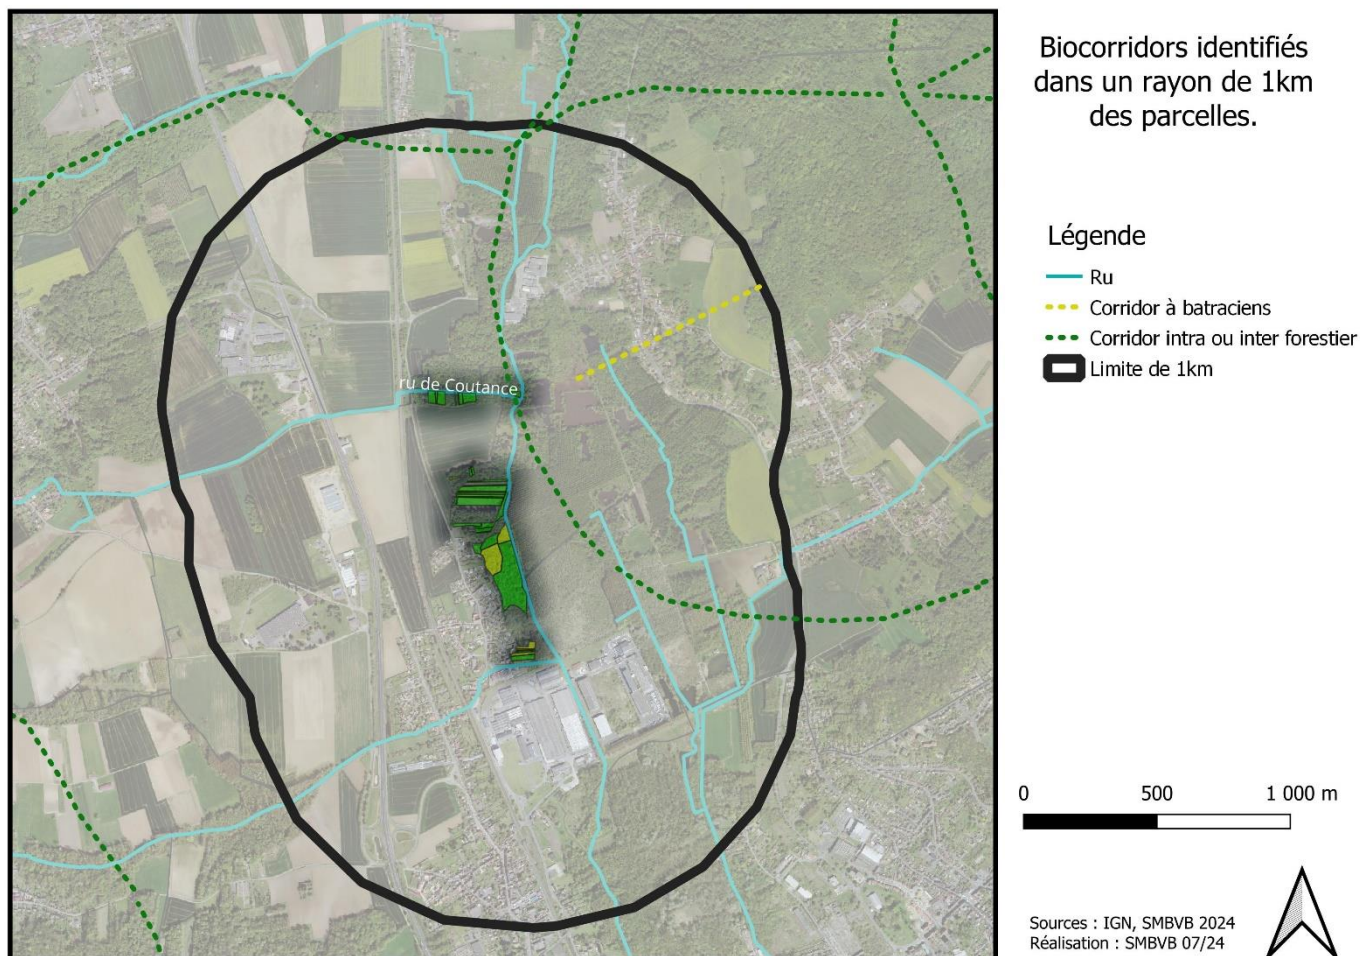 Biocorridors identifiés
dans un rayon de 1km
des parcelles.
Légende
Ru
Corridor à batraciens
Corridor intra ou inter forestier
Limite de 1km
ru de Coutance
0 500 1 000 m
Sources : IGN, SMBVB 2024
Réalisation : SMBVB 07/24